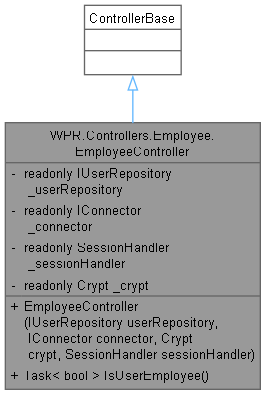 ControllerBase
WPR.Controllers.Employee.
EmployeeController
- readonly IUserRepository
_userRepository
- readonly IConnector
_connector
- readonly SessionHandler
_sessionHandler
- readonly Crypt _crypt
+ EmployeeController
(IUserRepository userRepository,
IConnector connector, Crypt
crypt, SessionHandler sessionHandler)
+ Task< bool > IsUserEmployee()